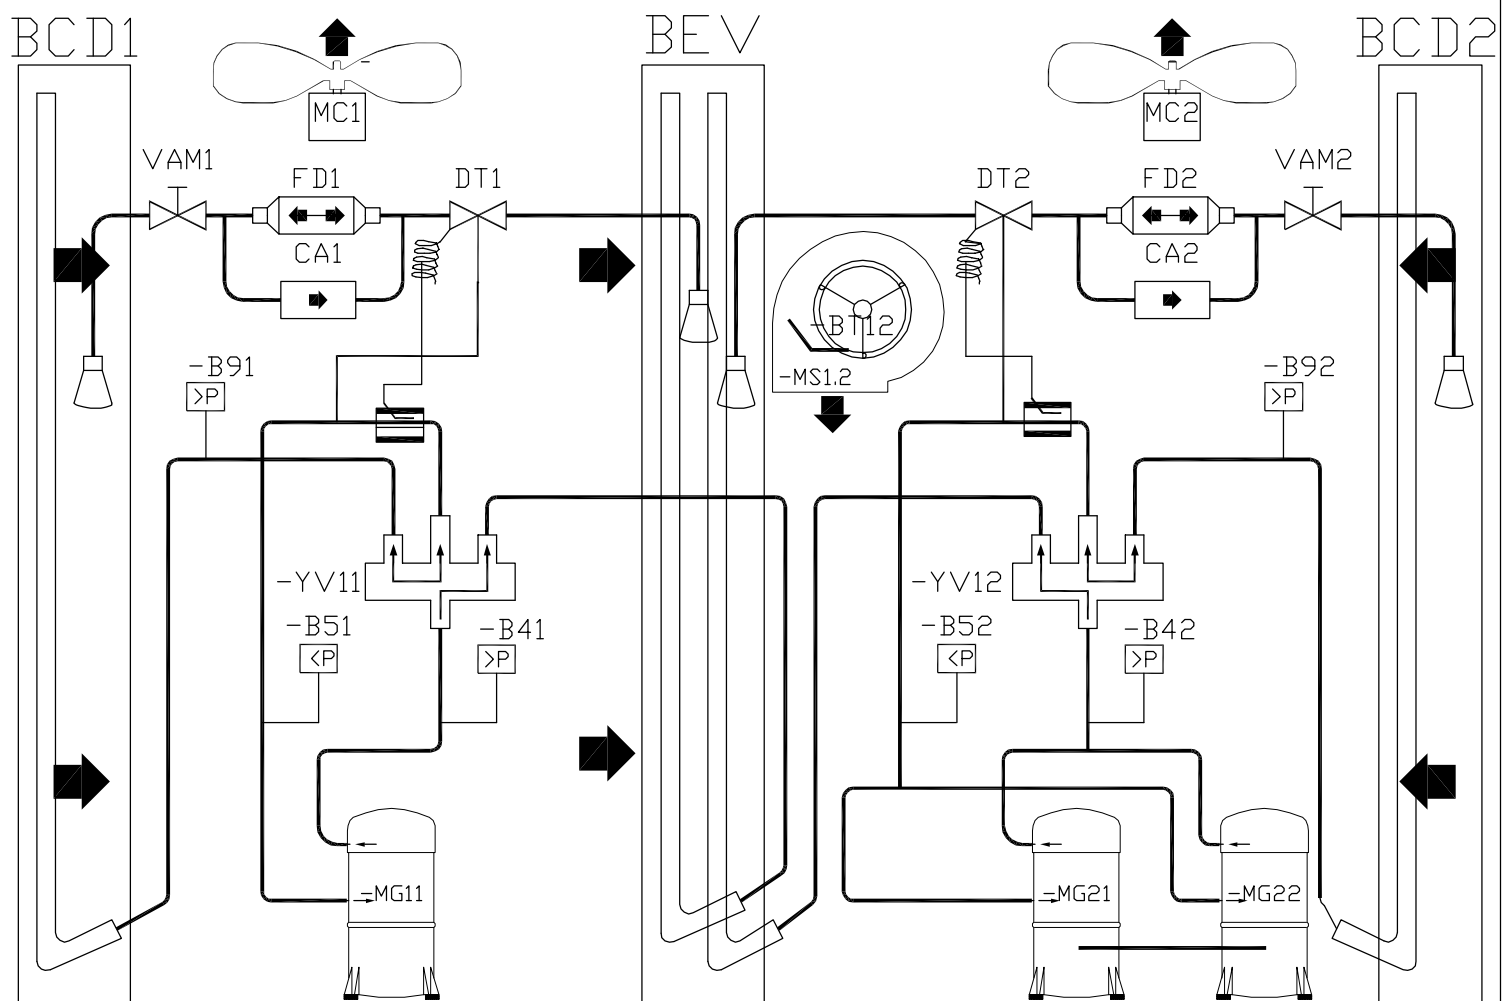 BCD1
BEV
BCD2
MC1
MC2
VAM1
FD1
DT1
DT2
FD2
VAM2
CA1
CA2
-BT12
-B91
>P
-MS1.2
-B92
>P
-YV11
-YV12
-B51
<P
-B41
>P
-B52
<P
-B42
>P
-MG11
-MG21
-MG22